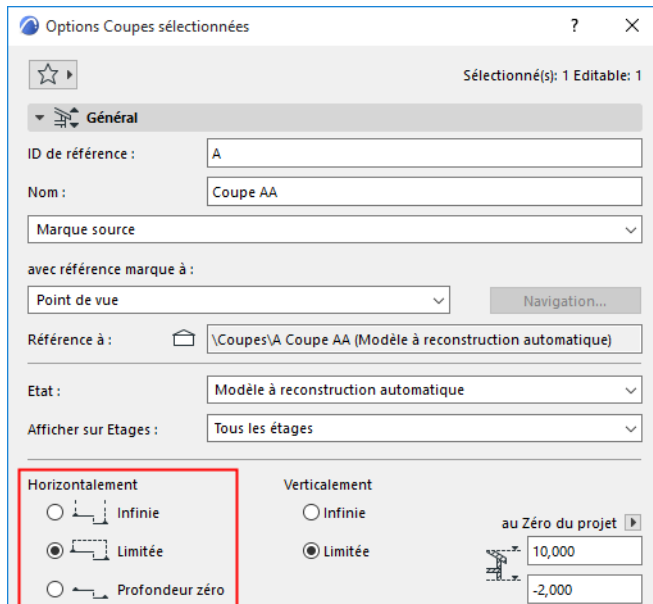 Options Coupes sélectionnées
Sélectionné(s): 1 Editable: 1
Général
ID de référence :
A
Nom :
Coupe AA
Marque source
avec référence marque à :
Point de vue
Navigation...
Référence à :
\Coupes\A Coupe AA (Modèle à reconstruction automatique)
Etat :
Modèle à reconstruction automatique
Afficher sur Etages :
Tous les étages
Horizontalement
Infinie
Limitée
Profondeur zéro
Verticalement
Infinie
Limitée
au Zéro du projet
10,000
-2,000